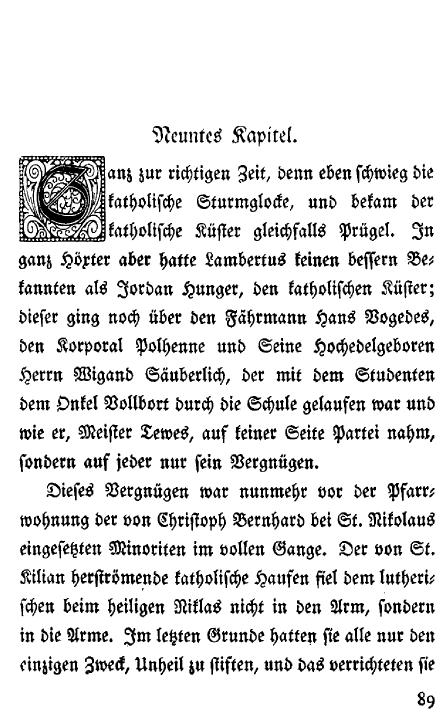 Neuntes Kapitel.
Ganz zur richtigen Zeit, denn eben schwieg die
katholische Sturmglocke, und bekam der
katholische Küster gleichfalls Prügel. In
ganz Höxter aber hatte Lambertus keinen bessern Be-
kannten als Jordan Hunger, den katholischen Küster;
dieser ging noch über den Fährmann Hans Vogedes,
den Korporal Polhenne und Seine Hochedelgeboren
Herrn Wigand Säuberlich, der mit dem Studenten
dem Onkel Vollbort durch die Schule gelaufen war und
wie er, Meister Tewes, auf keiner Seite Partei nahm,
sondern auf jeder nur sein Vergnügen.
Dieses Vergnügen war nunmehr vor der Pfarr-
wohnung der von Christoph Bernhard bei St. Nikolaus
eingesetzten Minoriten im vollen Gange. Der von St.
Kilian herströmende katholische Haufen fiel dem lutheri-
schen beim heiligen Niklas nicht in den Arm, sondern
in die Arme. Im letzten Grunde hatten sie alle nur den
einzigen Zweck, Unheil zu stiften, und das verrichteten sie
89